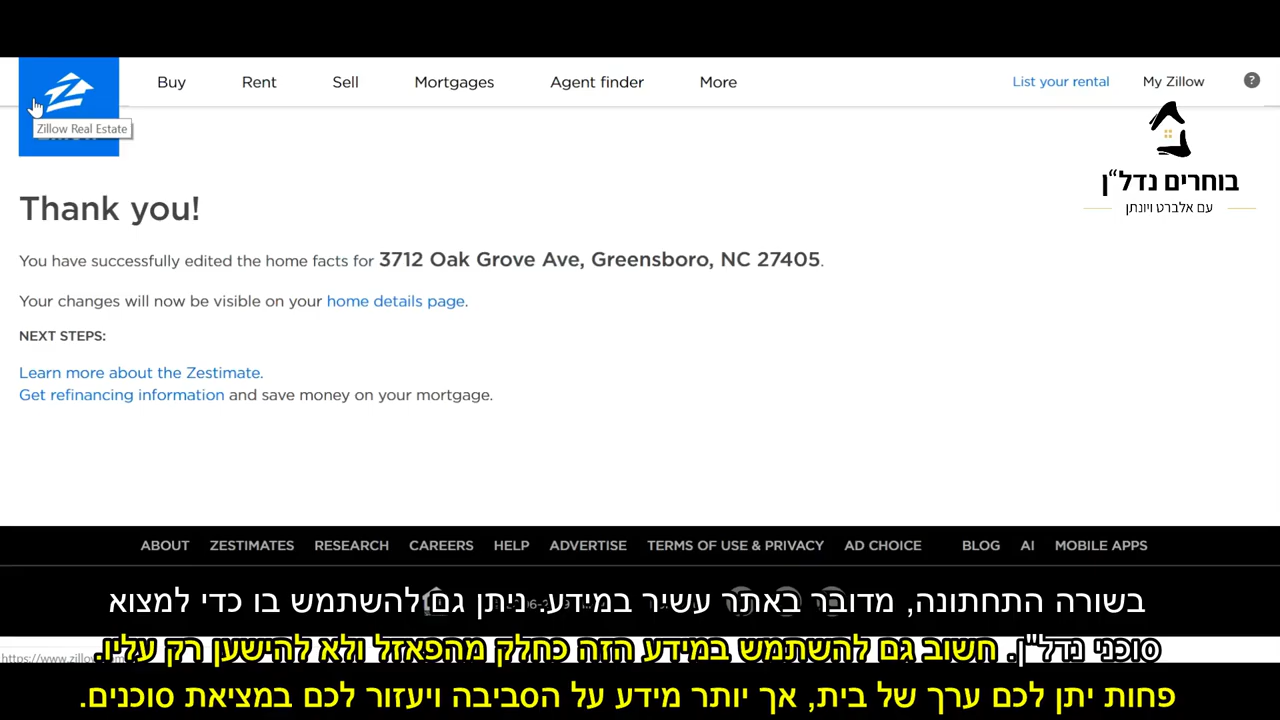 Buy Rent Sell Mortgages Agent finder More List your rental My Zillow ?
Zillow Real Estate
בוחרים נדל"ן
עם אלברט ויונתן
Thank you!
You have successfully edited the home facts for 3712 Oak Grove Ave, Greensboro, NC 27405.
Your changes will now be visible on your home details page.
NEXT STEPS:
Learn more about the Zestimate.
Get refinancing information and save money on your mortgage.
ABOUT ZESTIMATES RESEARCH CAREERS HELP ADVERTISE TERMS OF USE & PRIVACY AD CHOICE BLOG AI MOBILE APPS
בשורה התחתונה, מדובר באתר עשיר במידע. ניתן גם להשתמש בו כדי למצוא
סוכני נדל"ן. חשוב גם להשתמש במידע הזה כחלק מהפאזל ולא להישען רק עליו.
https://www.zillow.com
פחות יתן לכם ערך של בית, אך יותר מידע על הסביבה ויעזור לכם במציאת סוכנים.